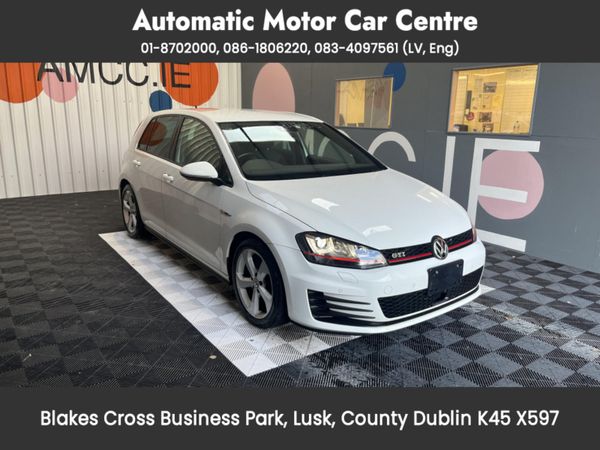 Automatic Motor Car Centre
01-8702000, 086-1806220, 083-4097561 (LV, Eng)
AMCC.IE
C.IE
GTI
Blakes Cross Business Park, Lusk, County Dublin K45 X597